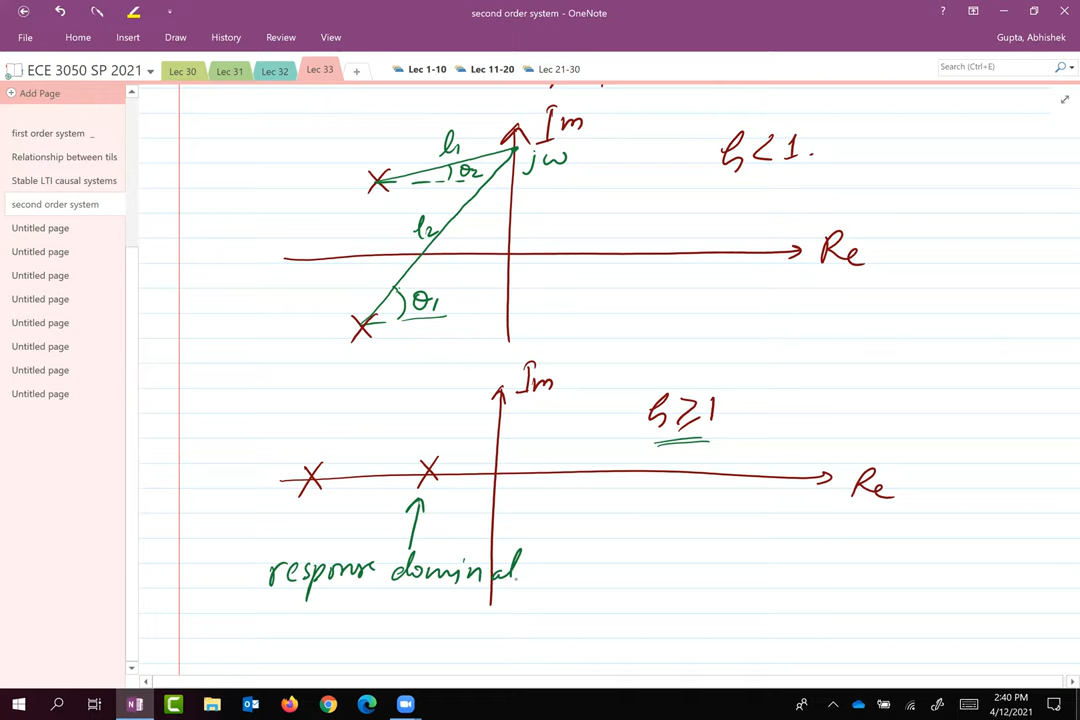 second order system - OneNote
?
File
Home
Insert
Draw
History
Review
View
Gupta, Abhishek
ECE 3050 SP 2021
Lec 30
Lec 31
Lec 32
Lec 33
+
Lec 1-10
Lec 11-20
Lec 21-30
Search (Ctrl+E)
Add Page
first order system _
Relationship between tils
Stable LTI causal systems
second order system
Untitled page
Untitled page
Untitled page
Untitled page
Untitled page
Untitled page
Untitled page
Untitled page
Im
l1
θ2
jω
ζ < 1.
l2
Re
θ1
Im
ζ ≥ 1
Re
response dominat
2:40 PM
4/12/2021